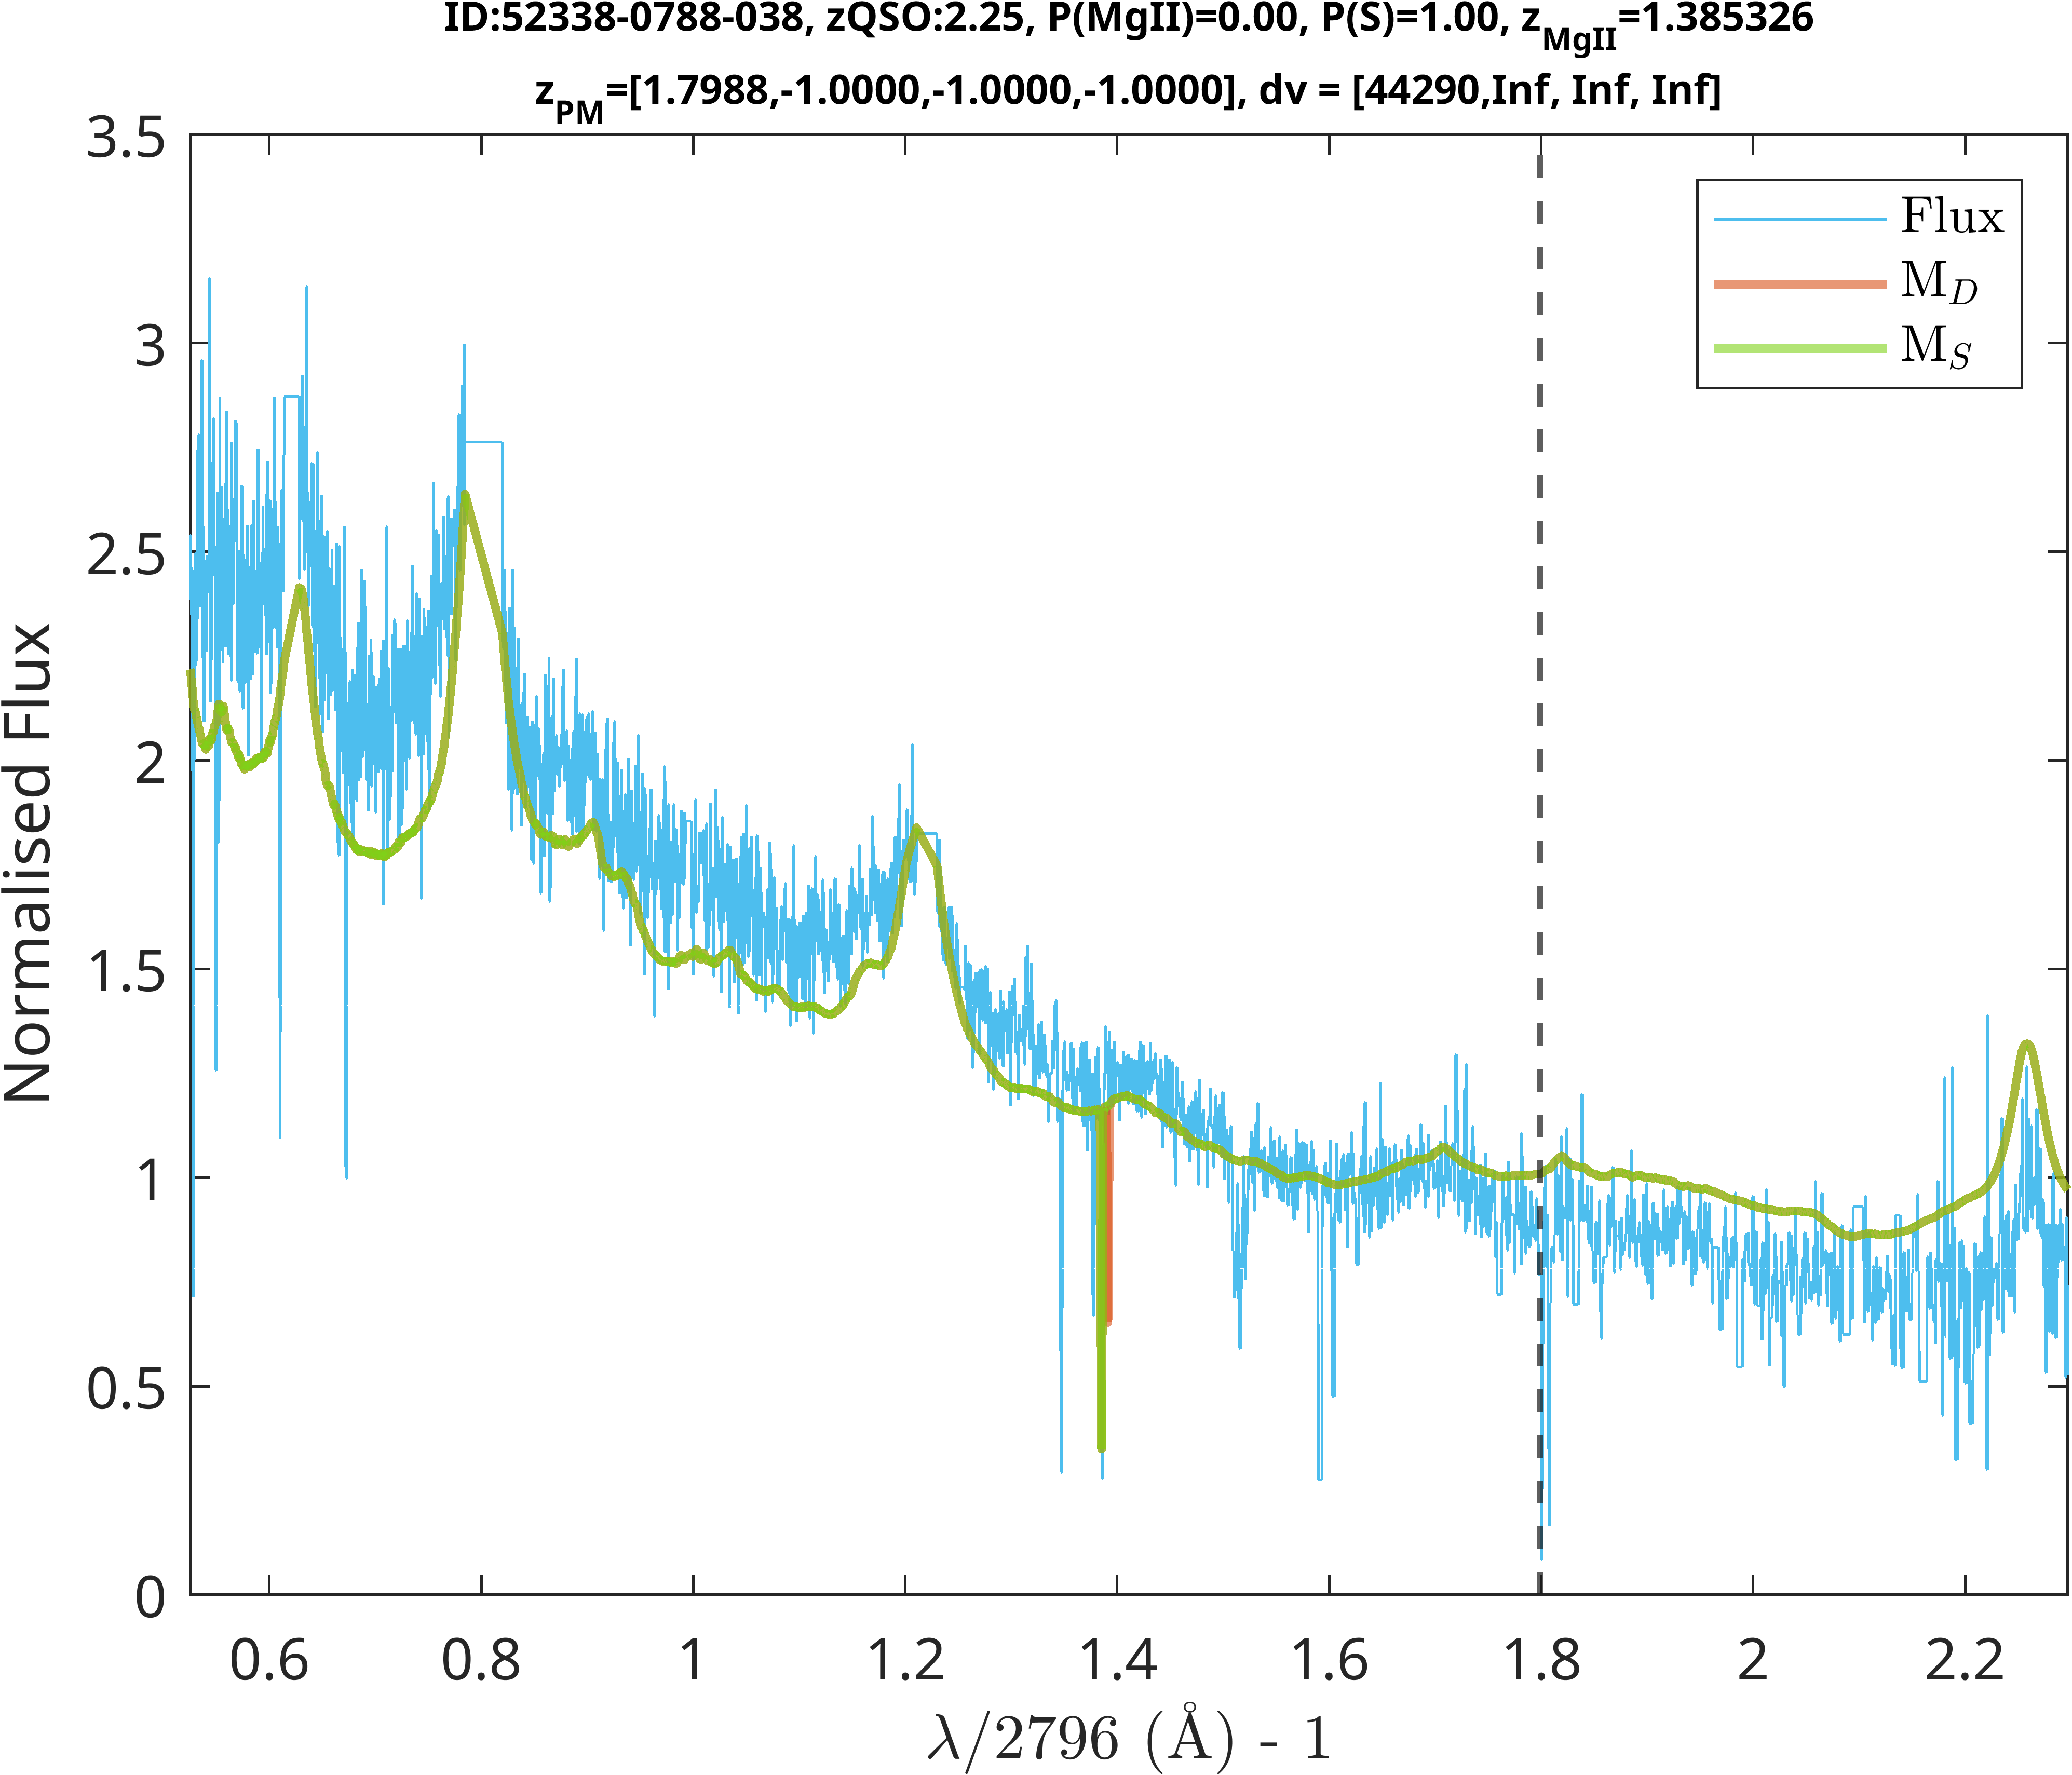 ID:52338-0788-038, zQSO:2.25, P(MgII)=0.00, P(S)=1.00, zMgII=1.385326
zPM=[1.7988,-1.0000,-1.0000,-1.0000], dv = [44290,Inf, Inf, Inf]
3.5
3
2.5
2
1.5
1
0.5
0
Normalised Flux
Flux
MD
MS
0.6
0.8
1
1.2
1.4
1.6
1.8
2
2.2
λ/2796 (Å) - 1